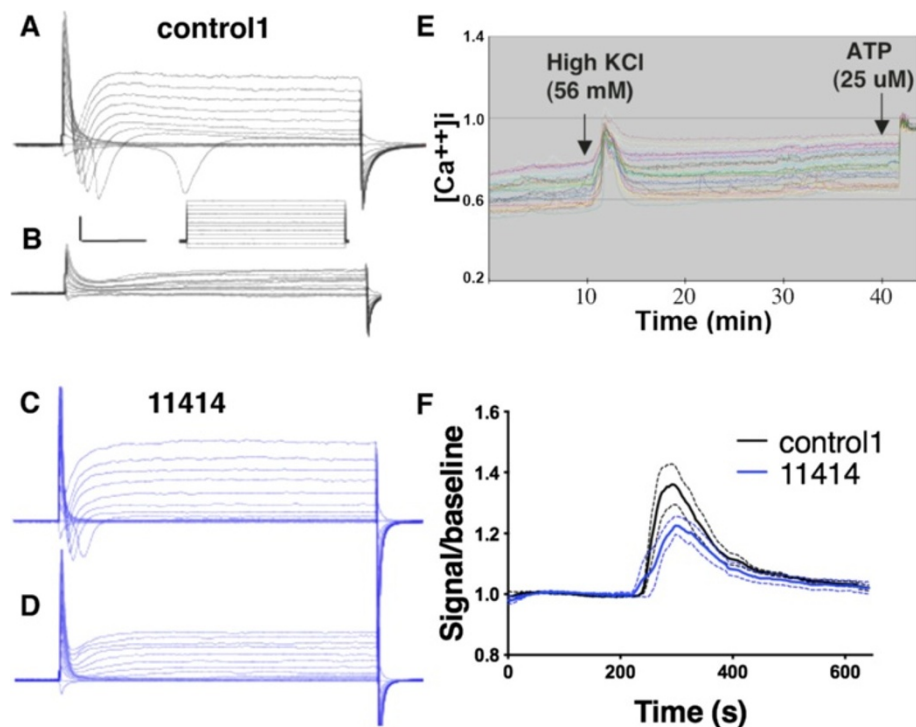 A
control1
B
C
11414
D
E
1.4
1.0
0.6
0.2
[Ca++]i
High KCl
(56 mM)
ATP
(25 uM)
10
20
30
40
Time (min)
F
1.6
1.4
1.2
1.0
0.8
Signal/baseline
control1
11414
0
200
400
600
Time (s)